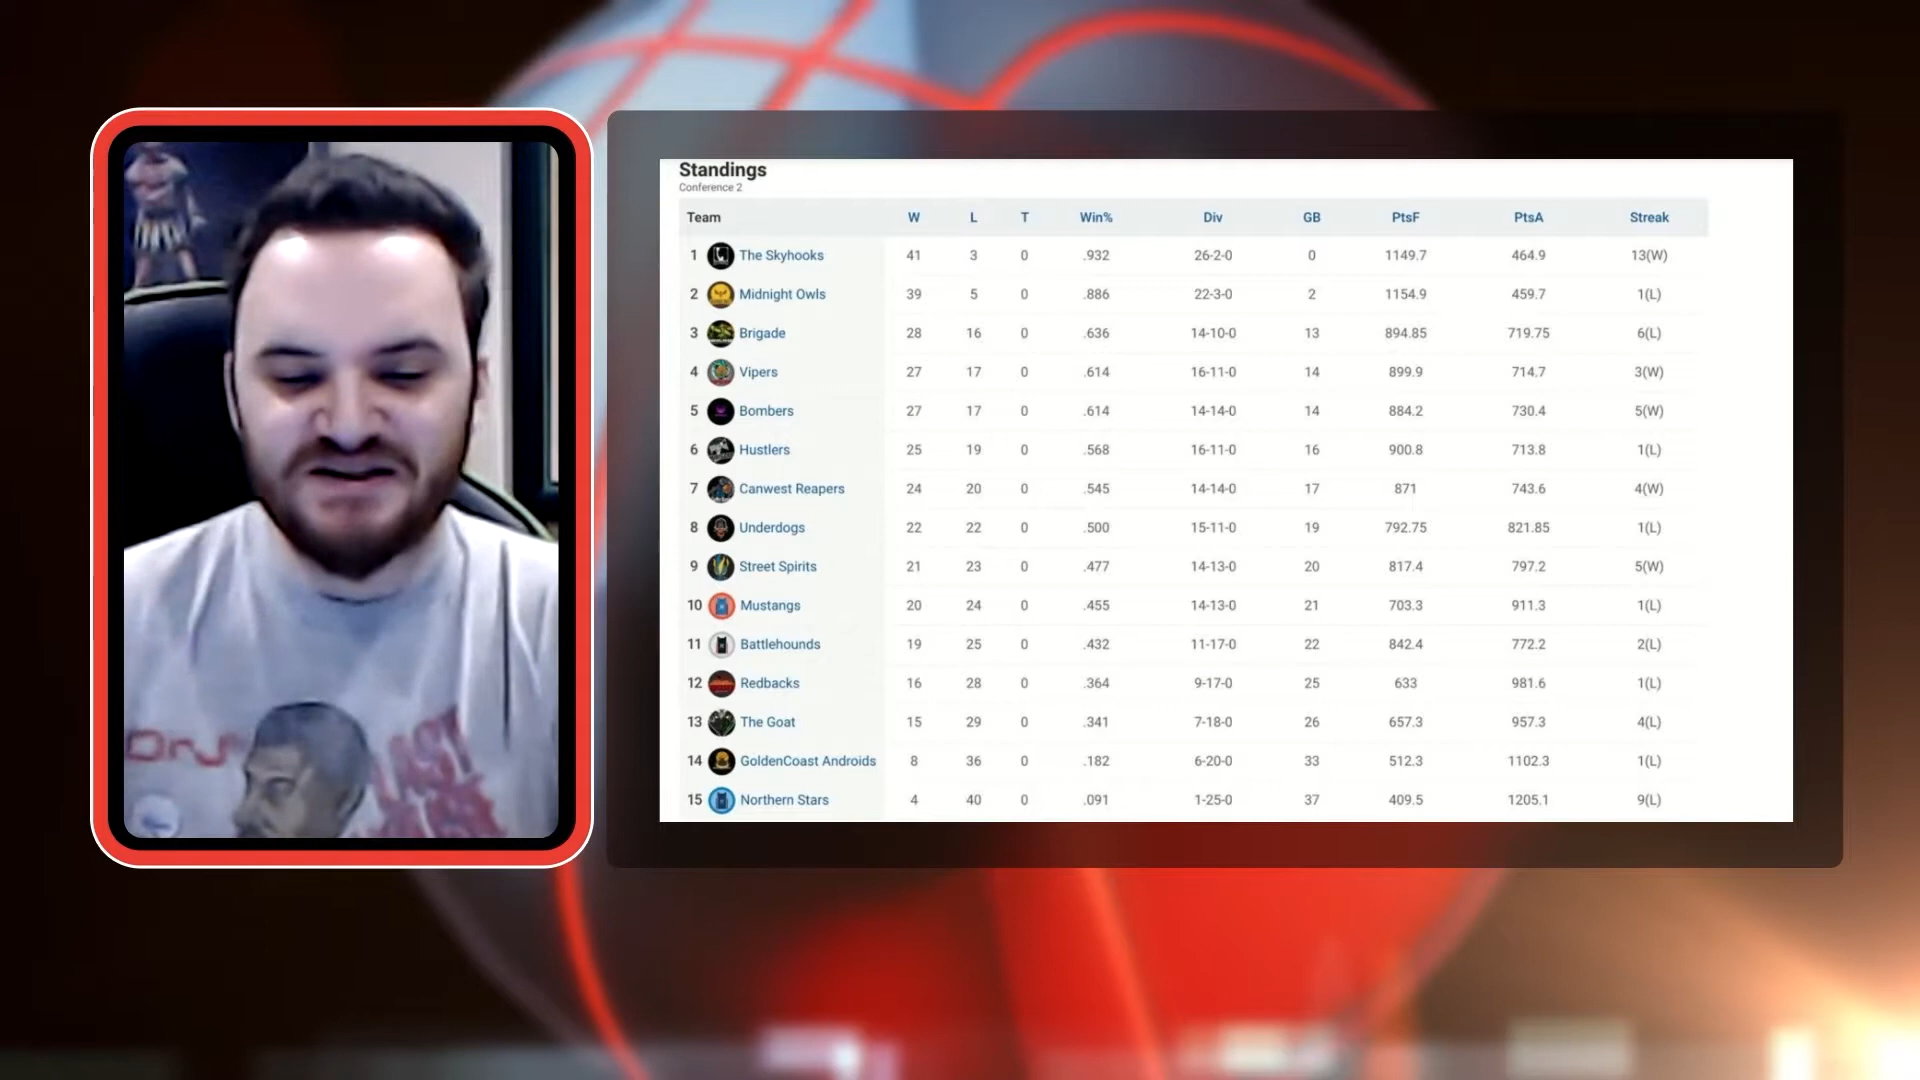 Standings
Conference 2
Team W L T Win% Div GB PtsF PtsA Streak
1 The Skyhooks 41 3 0 .932 26-2-0 0 1149.7 464.9 13(W)
2 Midnight Owls 39 5 0 .886 22-3-0 2 1154.9 459.7 1(L)
3 Brigade 28 16 0 .636 14-10-0 13 894.85 719.75 6(L)
4 Vipers 27 17 0 .614 16-11-0 14 899.9 714.7 3(W)
5 Bombers 27 17 0 .614 14-14-0 14 884.2 730.4 5(W)
6 Hustlers 25 19 0 .568 16-11-0 16 900.8 713.8 1(L)
7 Canwest Reapers 24 20 0 .545 14-14-0 17 871 743.6 4(W)
8 Underdogs 22 22 0 .500 15-11-0 19 792.75 821.85 1(L)
9 Street Spirits 21 23 0 .477 14-13-0 20 817.4 797.2 5(W)
10 Mustangs 20 24 0 .455 14-13-0 21 703.3 911.3 1(L)
11 Battlehounds 19 25 0 .432 11-17-0 22 842.4 772.2 2(L)
12 Redbacks 16 28 0 .364 9-17-0 25 633 981.6 1(L)
13 The Goat 15 29 0 .341 7-18-0 26 657.3 957.3 4(L)
14 GoldenCoast Androids 8 36 0 .182 6-20-0 33 512.3 1102.3 1(L)
15 Northern Stars 4 40 0 .091 1-25-0 37 409.5 1205.1 9(L)